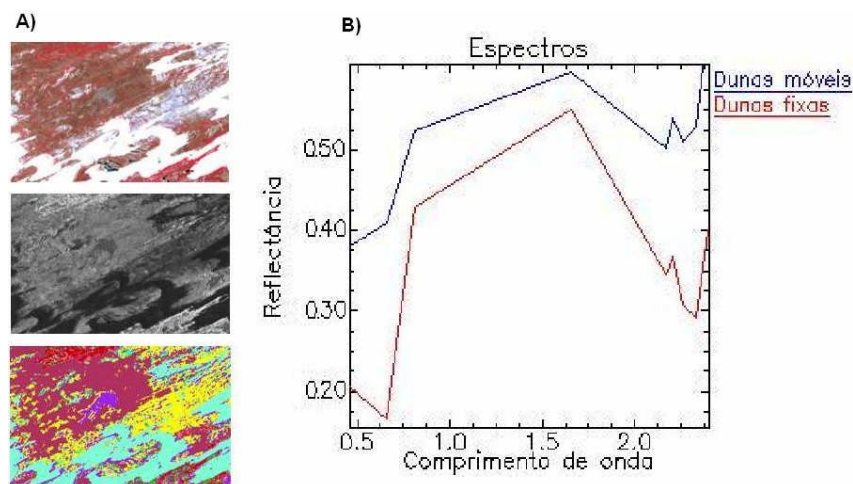 A)
B)
Espectros
Dunas móveis
Dunas fixas
Reflectância
0.50
0.40
0.30
0.20
0.5
1.0
1.5
2.0
Comprimento de onda